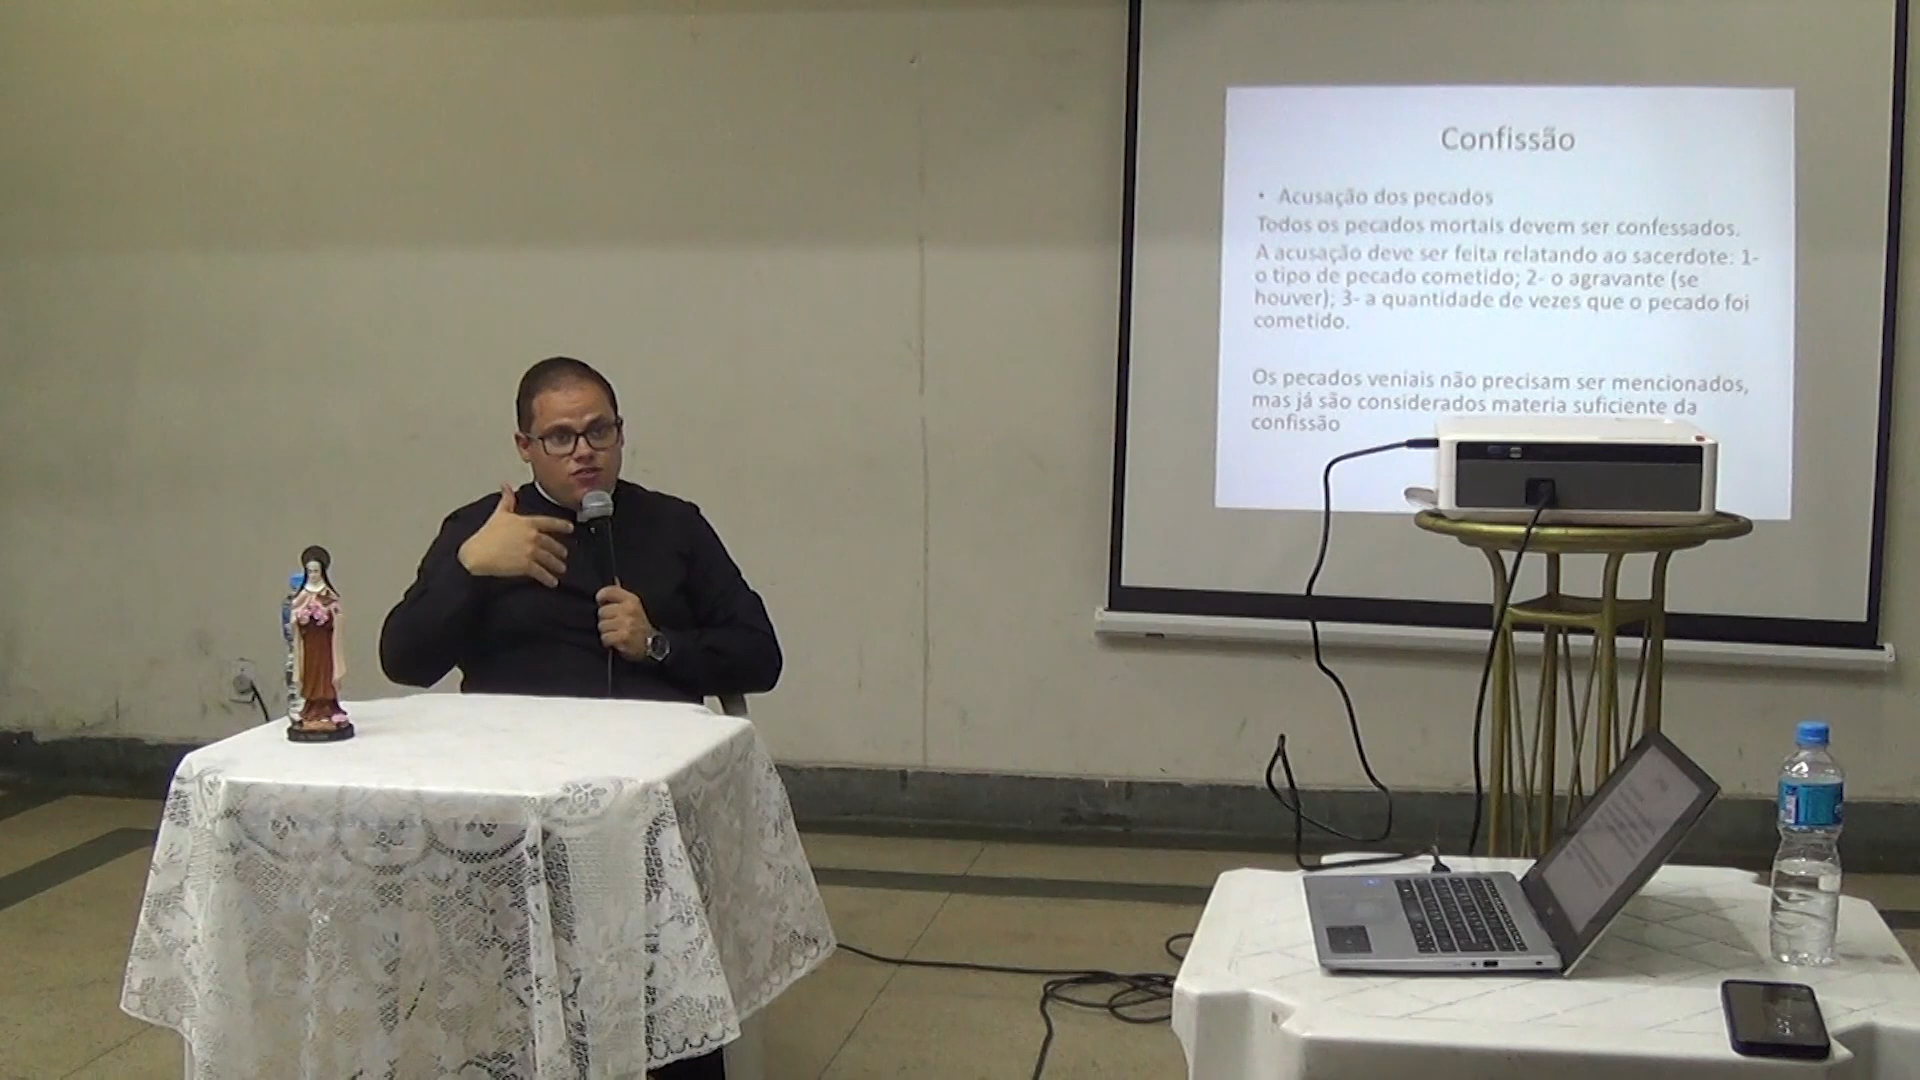 Confissão
• Acusação dos pecados
Todos os pecados mortais devem ser confessados.
A acusação deve ser feita relatando ao sacerdote: 1-
o tipo de pecado cometido; 2- o agravante (se
houver); 3- a quantidade de vezes que o pecado foi
cometido.
Os pecados veniais não precisam ser mencionados,
mas já são considerados materia suficiente da
confissão